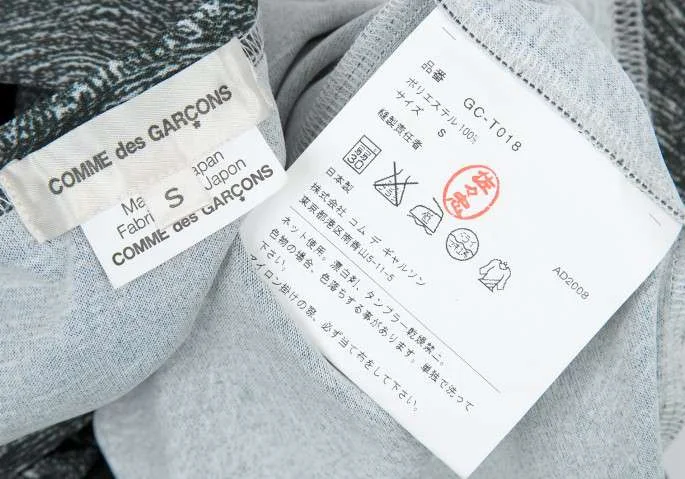 COMME des GARÇONS
S
Made in Japan
Fabriqué Japon
COMME des GARÇONS
品番 GC-T018
ポリエステル 100%
サイズ S
縫製責任者
佐々忠
日本製
株式会社 コム デ ギャルソン
東京都港区南青山5-11-5
AD2008
ネット使用。漂白剤、タンブラー乾燥禁ニ。
色物の場合、色落ちする事があります。単独で洗って
下さい。
アイロン掛けの際、必ず当て布をして下さい。